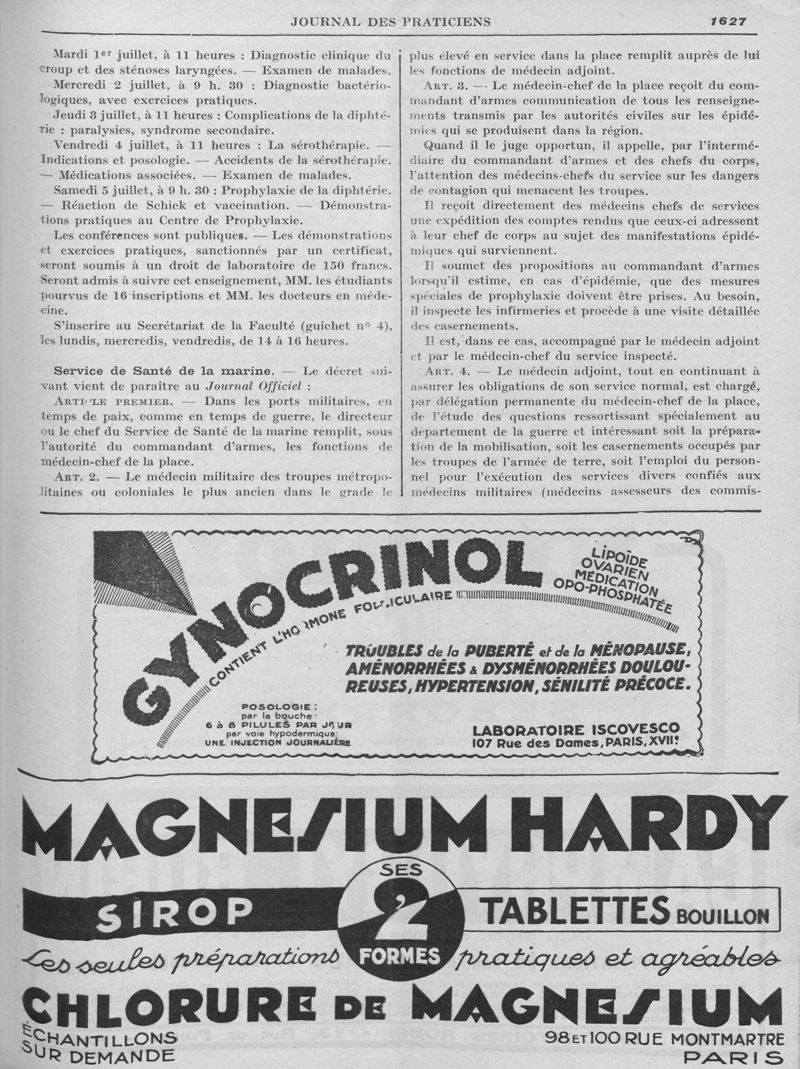 JOURNAL DES PRATICIENS
1627
Mardi 1er juillet, à 11 heures : Diagnostic clinique du
croup et des sténoses laryngées. — Examen de malades.
Mercredi 2 juillet, à 9 h. 30 : Diagnostic bactério-
logiques, avec exercices pratiques.
Jeudi 3 juillet, à 11 heures : Complications de la diphté-
rie : paralysies, syndrome secondaire.
Vendredi 4 juillet, à 11 heures : La sérothérapie. —
Indications et posologie. — Accidents de la sérothérapie.
— Médications associées. — Examen de malades.
Samedi 5 juillet, à 9 h. 30 : Prophylaxie de la diphtérie.
— Réaction de Schick et vaccination. — Démonstra-
tions pratiques au Centre de Prophylaxie.
Les conférences sont publiques. — Les démonstrations
et exercices pratiques, sanctionnés par un certificat,
seront soumis à un droit de laboratoire de 150 francs.
Seront admis à suivre cet enseignement, MM. les étudiants
pourvus de 16 inscriptions et MM. les docteurs en méde-
cine.
S'inscrire au Secrétariat de la Faculté (guichet no 4),
les lundis, mercredis, vendredis, de 14 à 16 heures.
Service de Santé de la marine. — Le décret sui-
vant vient de paraître au Journal Officiel :
ARTI'LE PREMIER. — Dans les ports militaires, en
temps de paix, comme en temps de guerre, le directeur
ou le chef du Service de Santé de la marine remplit, sous
l'autorité du commandant d'armes, les fonctions de
médecin-chef de la place.
ART. 2. — Le médecin militaire des troupes métropo-
litaines ou coloniales le plus ancien dans le grade le
plus élevé en service dans la place remplit auprès de lui
les fonctions de médecin adjoint.
ART. 3. — Le médecin-chef de la place reçoit du com-
mandant d'armes communication de tous les renseigne-
ments transmis par les autorités civiles sur les épidé-
mies qui se produisent dans la région.
Quand il le juge opportun, il appelle, par l'intermé-
diaire du commandant d'armes et des chefs du corps,
l'attention des médecins-chefs du service sur les dangers
de contagion qui menacent les troupes.
Il reçoit directement des médecins chefs de services
une expédition des comptes rendus que ceux-ci adressent
à leur chef de corps au sujet des manifestations épidé-
miques qui surviennent.
Il soumet des propositions au commandant d'armes
lorsqu'il estime, en cas d'épidémie, que des mesures
spéciales de prophylaxie doivent être prises. Au besoin,
il inspecte les infirmeries et procède à une visite détaillée
des casernements.
Il est, dans ce cas, accompagné par le médecin adjoint
et par le médecin-chef du service inspecté.
ART. 4. — Le médecin adjoint, tout en continuant à
assurer les obligations de son service normal, est chargé,
par délégation permanente du médecin-chef de la place,
de l'étude des questions ressortissant spécialement au
département de la guerre et intéressant soit la prépara-
tion de la mobilisation, soit les casernements occupés par
les troupes de l'armée de terre, soit l'emploi du person-
nel pour l'exécution des services divers confiés aux
médecins militaires (médecins assesseurs des commis-
GYNOCRINOL
LIPOÏDE
OVARIEN
MÉDICATION
OPO-PHOSPHATÉE
CONTIENT L'HORMONE FOLLICULAIRE
TROUBLES de la PUBERTÉ et de la MÉNOPAUSE,
AMÉNORRHÉES & DYSMÉNORRHÉES DOULOU-
REUSES, HYPERTENSION, SÉNILITÉ PRÉCOCE.
POSOLOGIE :
par la bouche :
6 à 8 PILULES PAR JOUR
par voie hypodermique:
UNE INJECTION JOURNALIÈRE
LABORATOIRE ISCOVESCO
107 Rue des Dames, PARIS, XVIIe
MAGNESIUM HARDY
SIROP
SES
2
FORMES
TABLETTES BOUILLON
Les seules préparations pratiques et agréables
CHLORURE DE MAGNESIUM
ÉCHANTILLONS
SUR DEMANDE
98 ET 100 RUE MONTMARTRE
PARIS